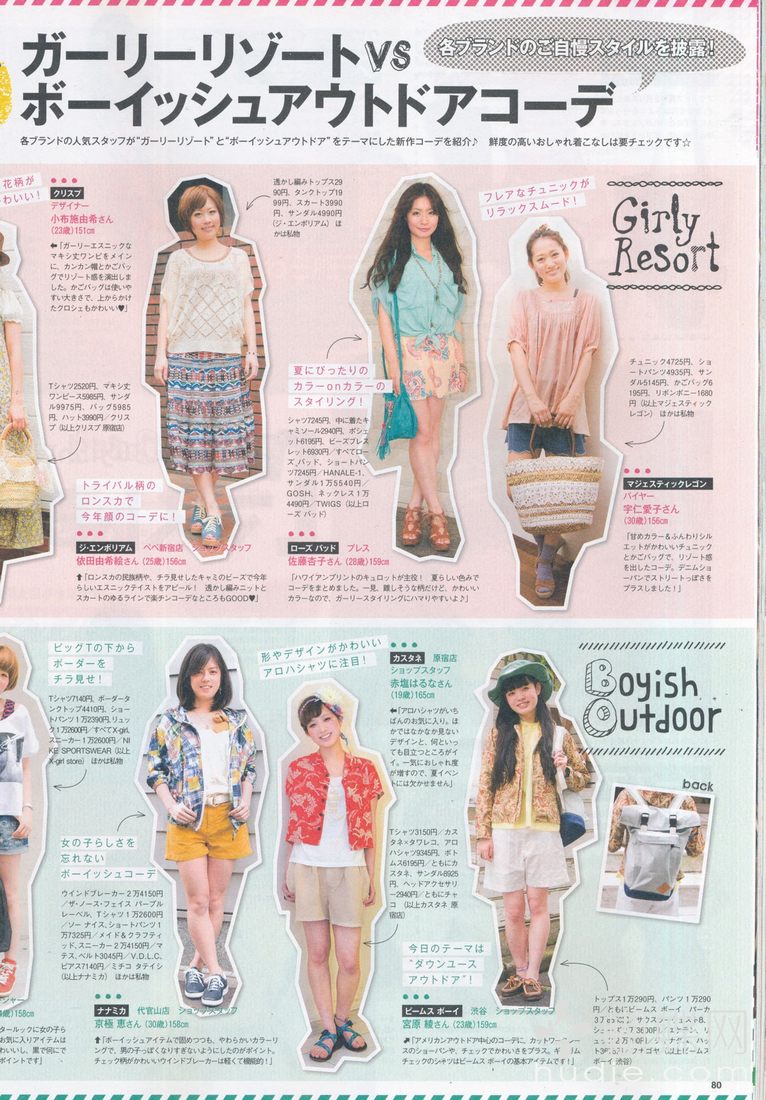 ガーリーリゾートVS
ボーイッシュアウトドアコーデ
各ブランドのご自慢スタイルを披露!
各ブランドの人気スタッフが“ガーリーリゾート”と“ボーイッシュアウトドア”をテーマにした新作コーデを紹介♪ 鮮度の高いおしゃれ着こなしは要チェックです☆
Girly
Resort
花柄が
わいい!
クリスプ
デザイナー
小布施由希さん
(23歳)151cm
⬅「ガーリーエスニックな
マキシ丈ワンピをメイン
に、カンカン帽とかごバッ
グでリゾート感を演出しま
した。かごバッグは使いや
すい大きさで、上からかけ
たクロシェもかわいい♥」
Tシャツ2520円、マキシ丈
ワンピース5985円、サンダ
ル9975円、バッグ5985
円、ハット3990円/クリス
プ(以上クリスプ 原宿店)
透かし編みトップス29
90円、タンクトップ19
99円、スカート3990
円、サンダル4990円
(ジ・エンポリアム) ほ
かは私物
トライバル柄の
ロンスカで
今年顔のコーデに!
ジ・エンポリアム ペペ新宿店 ショップスタッフ
依田由希絵さん(25歳)156cm
⬆「ロンスカの民族柄や、チラ見せしたキャミのビーズで今年
らしいエスニックテイストをアピール! 透かし編みニットと
スカートのゆるラインで楽チンコーデなところもGOOD♥」
夏にぴったりの
カラーonカラーの
スタイリング!
シャツ7245円、中に着たキ
ャミソール2940円、ポシェ
ット6195円、ビーズブレス
レット6930円/すべてロー
ズ バッド、ショートパン
ツ7245円/HANALE-1、
サンダル1万5540円/
GOSH、ネックレス1万
4490円/TWIGS(以上ロ
ーズ バッド)
ローズ バッド プレス
佐藤杏子さん(28歳)159cm
⬆「ハワイアンプリントのキュロットが主役! 夏らしい色みで
コーデをまとめました。一見、難しそうな柄だけど、かわいい
カラーなので、ガーリースタイリングにハマりやすいよ♪」
フレアなチュニックが
リラックスムード!
チュニック4725円、ショ
ートパンツ4935円、サン
ダル5145円、かごバッグ6
195円、リボンポニー1680
円(以上マジェスティック
レゴン) ほかは私物
マジェスティックレゴン
バイヤー
宇仁愛子さん
(30歳)156cm
「甘めカラー&ふんわりシル
エットがかわいいチュニック
とかごバッグで、リゾート感
を出したコーデ。デニムショ
ーパンでストリートっぽさを
プラスしました!」
Boyish
Outdoor
ビッグTの下から
ボーダーを
チラ見せ!
Tシャツ7140円、ボーダータ
ンクトップ4410円、ショー
トパンツ1万2390円、リュッ
ク1万2600円/すべてX-girl、
スニーカー1万2600円/NI
KE SPORTSWEAR(以上
X-girl store) ほかは私物
女の子らしさを
忘れない
ボーイッシュコーデ
ウインドブレーカー2万4150円
/ザ・ノース・フェイス パープル
レーベル、Tシャツ1万2600円/
ソー ナイス、ショートパンツ1
万7325円/メイド&クラフティ
ッド、スニーカー2万4150円/マ
テス、ベルト3045円/V.D.L.C、
ピアス7140円/ミチコ タテイシ
(以上ナナミカ) ほかは私物
ナナミカ 代官山店 ショップスタッフ
京極 恵さん(30歳)158cm
⬆「ボーイッシュアイテムで固めつつも、やわらかいカラーリ
ングで、男の子っぽくなりすぎないようにしたのがポイント。
チェック柄がかわいいウインドブレーカーは軽くて機能的!」
形やデザインがかわいい
アロハシャツに注目!
カスタネ 原宿店
ショップスタッフ
赤塩はるなさん
(19歳)165cm
⬅「アロハシャツがいち
ばんのお気に入り。ほ
かではなかなか見ない
デザインと、何といっ
ても目立つところがイ
イ。一気におしゃれ度
が増すので、夏イベン
トには欠かせません」
Tシャツ3150円/カス
タネ×タワレコ、アロ
ハシャツ9345円、ボト
ムス6195円/ともにカ
スタネ、サンダル8925
円、ヘッドアクセサリ
ー2940円/ともにチャ
コ (以上カスタネ 原
宿店)
今日のテーマは
“ダウンユース
アウトドア”!
ビームス ボーイ 渋谷 ショップスタッフ
宮原 綾さん(23歳)159cm
「アメリカンアウトドア中心のコーデに、カットワークレー
スのショーパンや、チェックでかわいさをプラス。
チェックのシャツはビームス ボーイの基本アイテムです!」
back
トップス1万290円、パンツ1万290
円/ともにビームス ボーイ
158cm
80